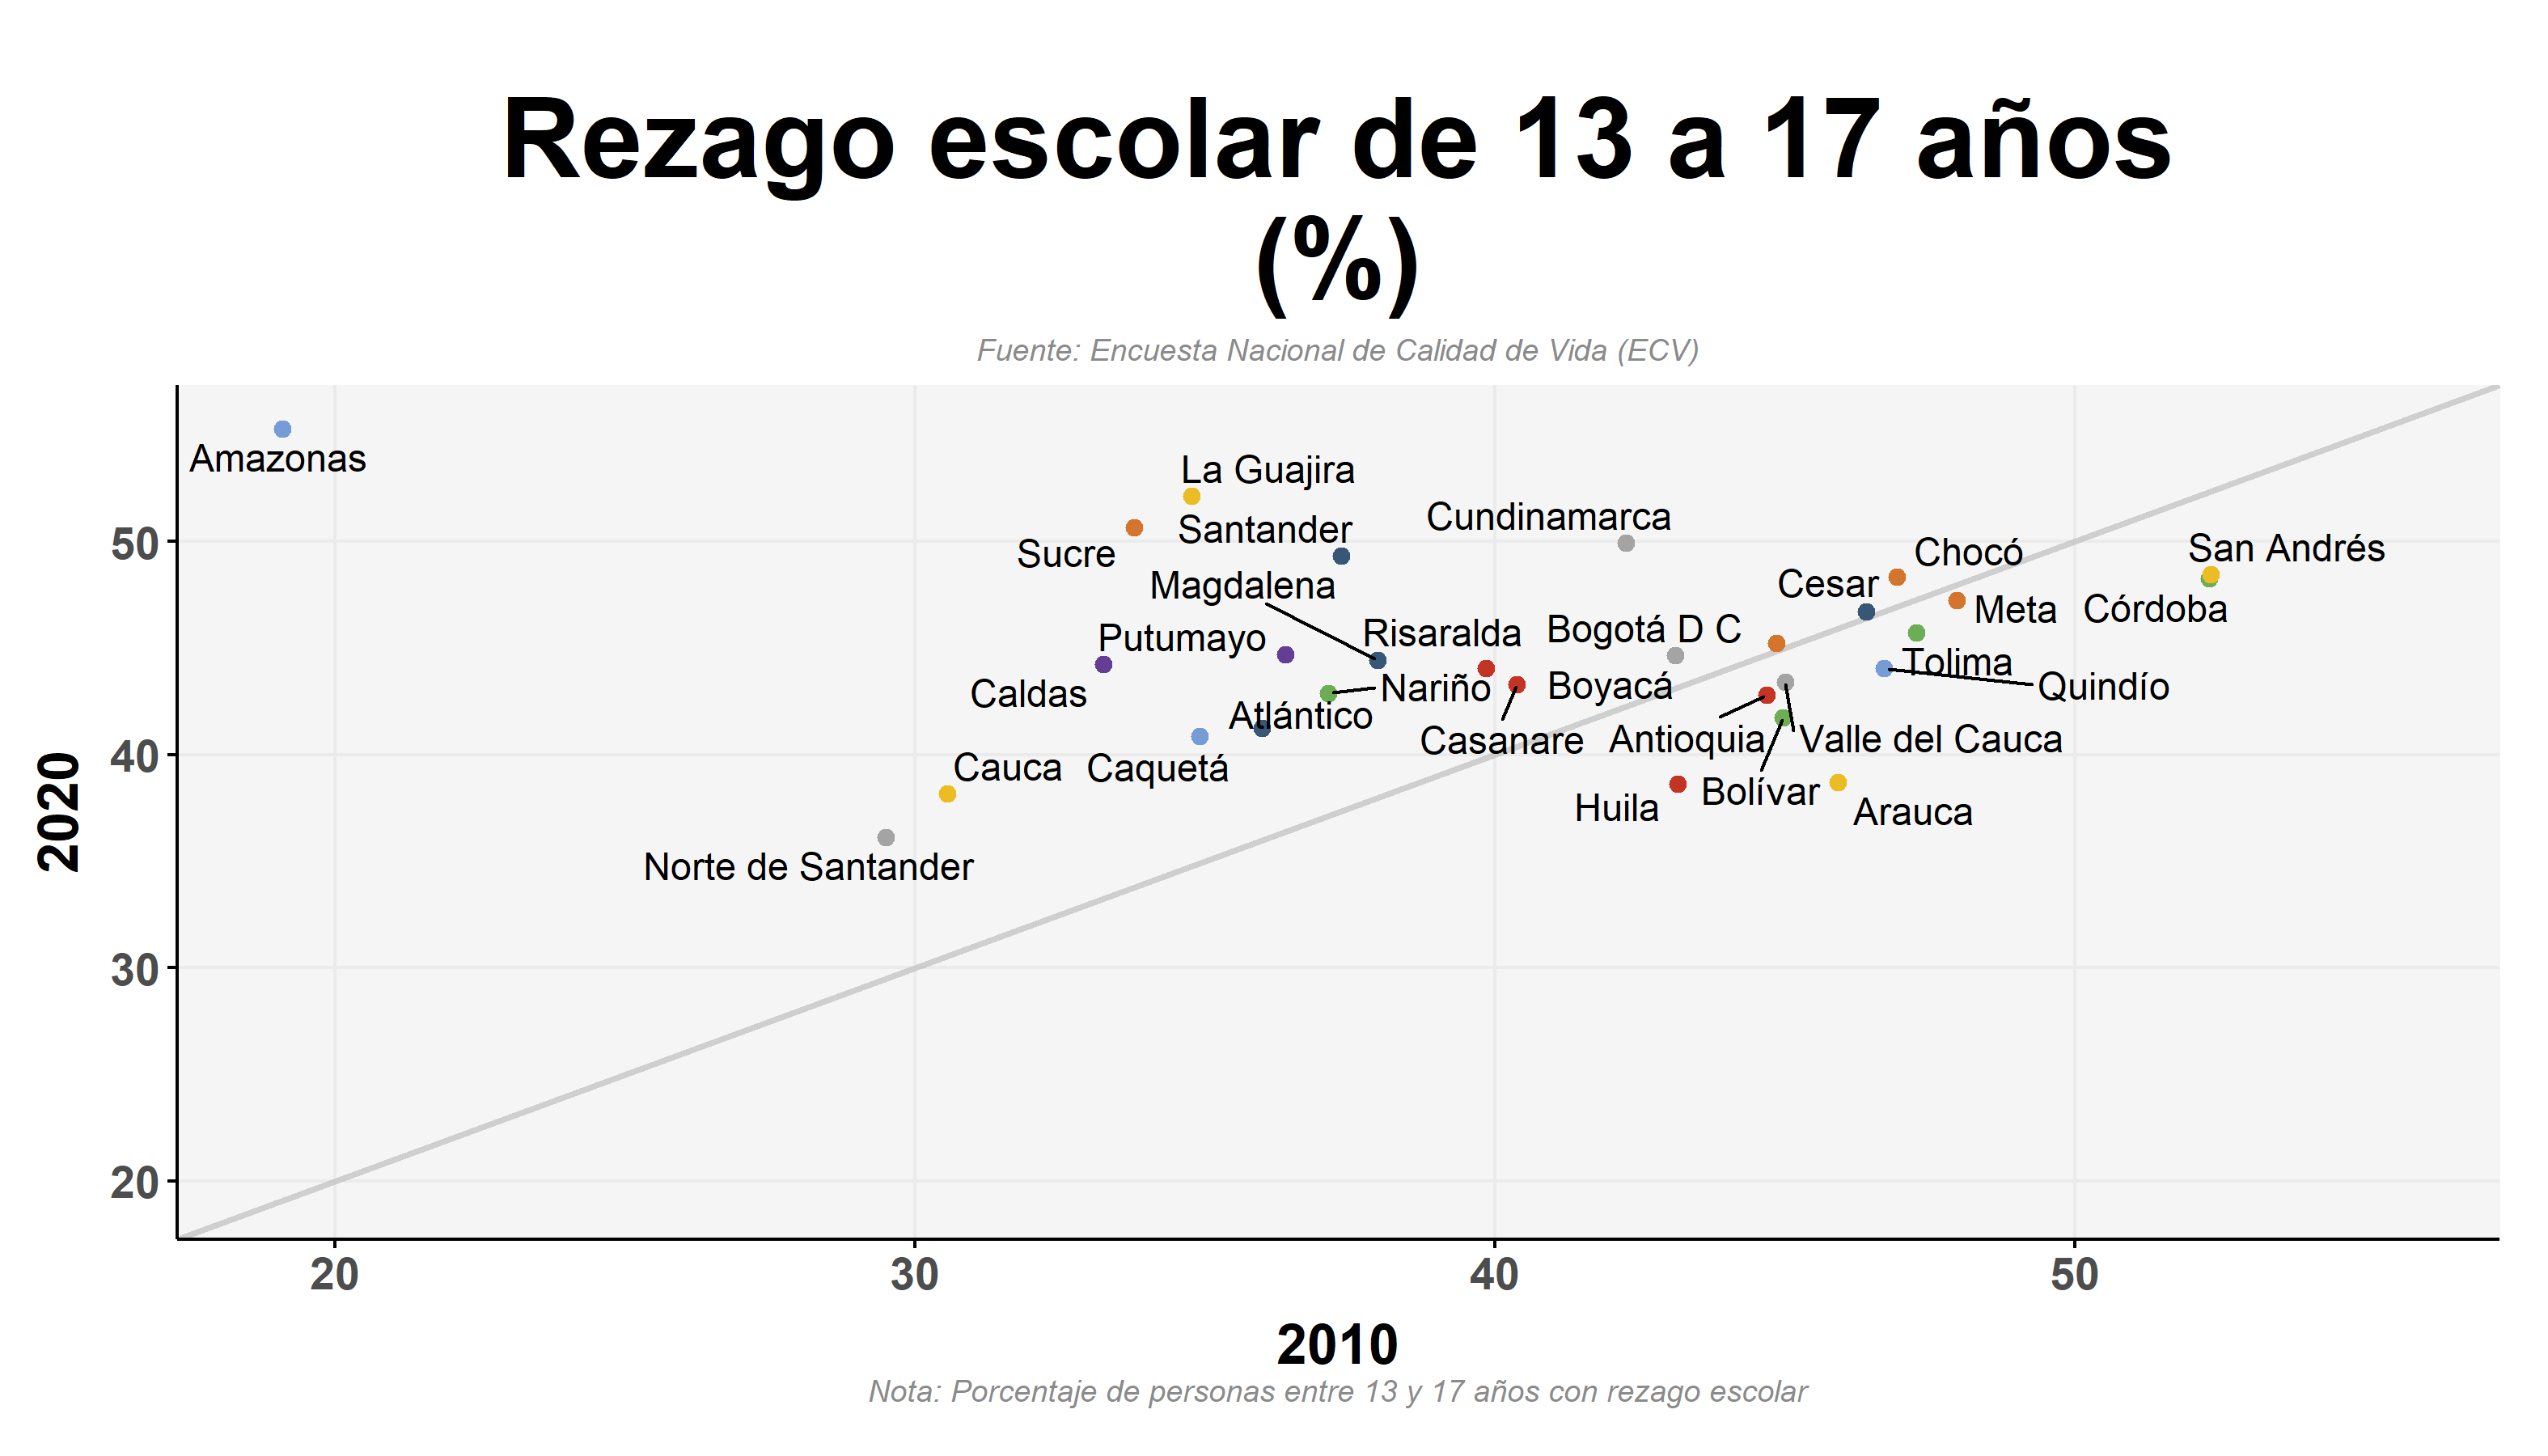 Rezago escolar de 13 a 17 años
(%)
Fuente: Encuesta Nacional de Calidad de Vida (ECV)
Amazonas
La Guajira
Sucre
Santander
Cundinamarca
Chocó
San Andrés
Magdalena
Cesar
Meta
Córdoba
Putumayo
Risaralda
Bogotá D C
Tolima
Caldas
Nariño
Boyacá
Quindío
Atlántico
Casanare
Antioquia
Valle del Cauca
Cauca
Caquetá
Huila
Bolívar
Arauca
Norte de Santander
50
40
30
20
2020
20
30
40
50
2010
Nota: Porcentaje de personas entre 13 y 17 años con rezago escolar